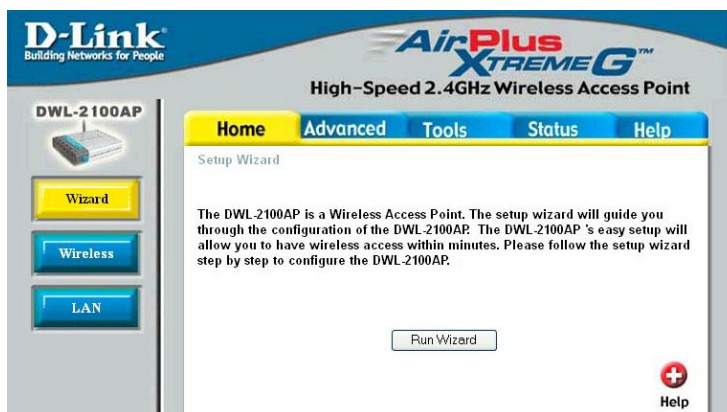 D-Link
Building Networks for People
AirPlus
XTREME G™
High-Speed 2.4GHz Wireless Access Point
DWL-2100AP
Home Advanced Tools Status Help
Setup Wizard
Wizard
Wireless
LAN
The DWL-2100AP is a Wireless Access Point. The setup wizard will guide you
through the configuration of the DWL-2100AP. The DWL-2100AP 's easy setup will
allow you to have wireless access within minutes. Please follow the setup wizard
step by step to configure the DWL-2100AP.
Run Wizard
Help